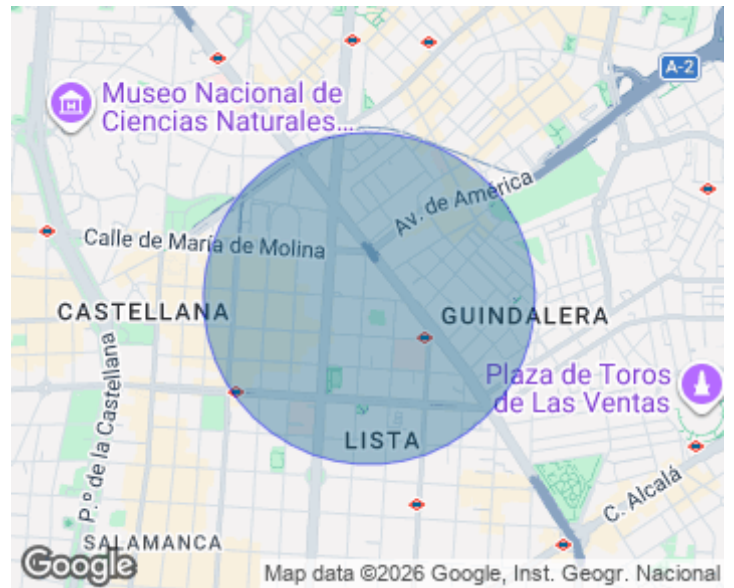 A-2
Museo Nacional de
Ciencias Naturales...
Av. de América
Calle de María de Molina
CASTELLANA
GUINDALERA
Plaza de Toros
de Las Ventas
P.º de la Castellana
LISTA
C. Alcalá
SALAMANCA
Google
Map data ©2026 Google, Inst. Geogr. Nacional